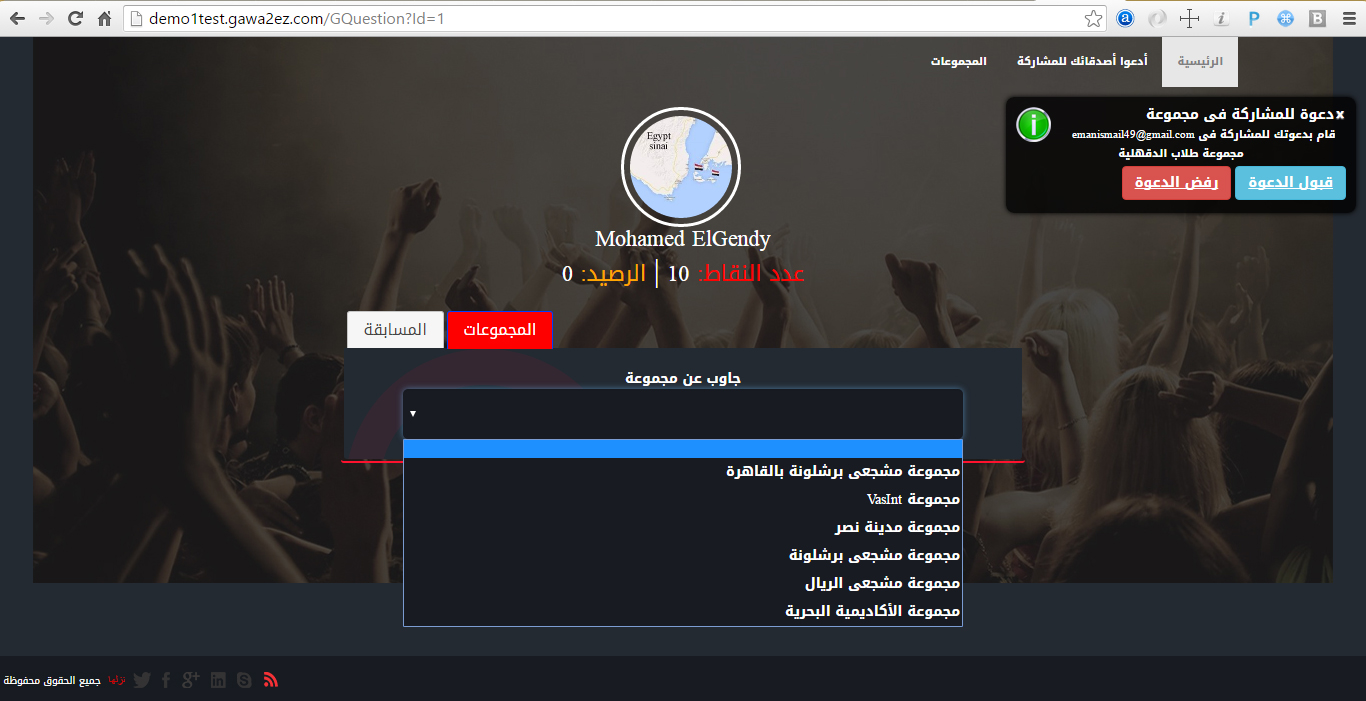 demo1test.gawa2ez.com/GQuestion?Id=1
الرئيسية
أدعوا أصدقائك للمشاركة
المجموعات
x
دعوة للمشاركة فى مجموعة
قام بدعوتك للمشاركة فى emanismail49@gmail.com
مجموعة طلاب الدقهلية
قبول الدعوة
رفض الدعوة
Egypt
sinai
Mohamed ElGendy
عدد النقاط: 10 | الرصيد: 0
المجموعات
المسابقة
جاوب عن مجموعة
مجموعة مشجعى برشلونة بالقاهرة
مجموعة VasInt
مجموعة مدينة نصر
مجموعة مشجعى برشلونة
مجموعة مشجعى الريال
مجموعة الأكاديمية البحرية
جميع الحقوق محفوظة